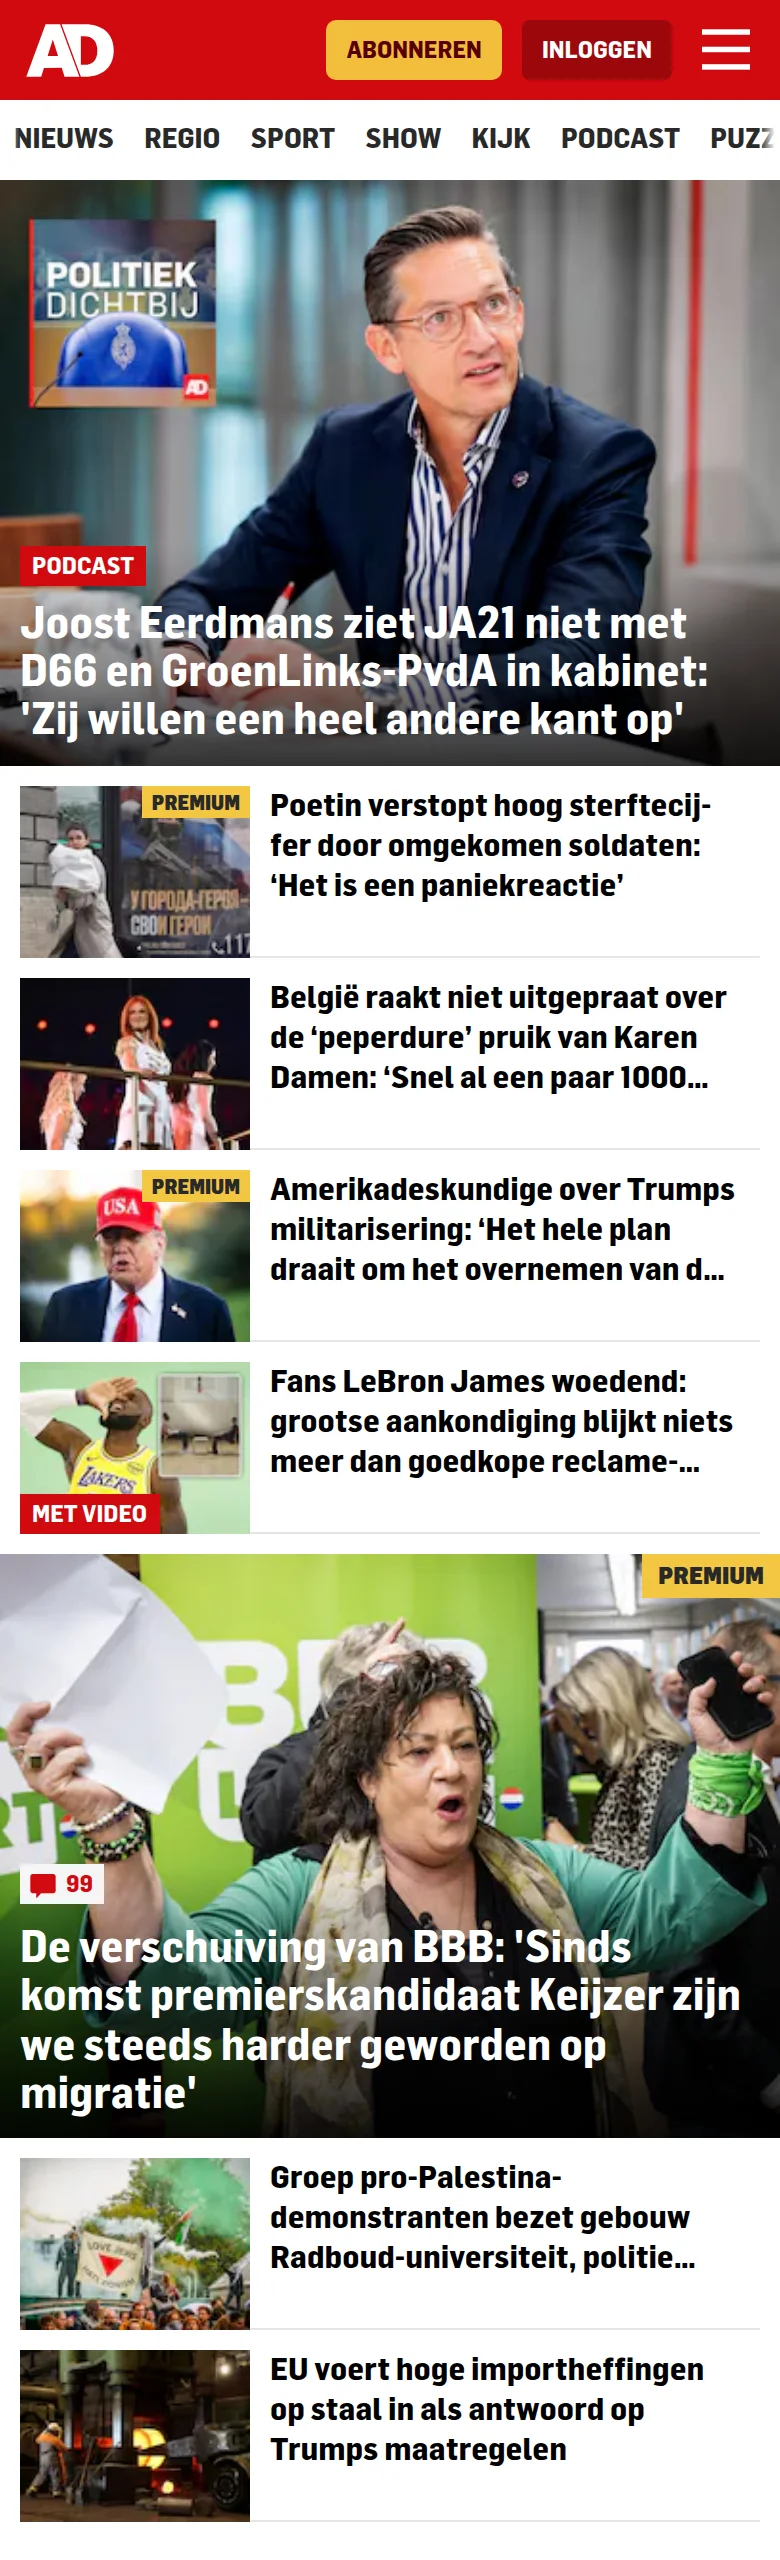 AD
ABONNEREN
INLOGGEN
NIEUWS REGIO SPORT SHOW KIJK PODCAST PUZZ
POLITIEK
DICHTBIJ
AD
PODCAST
Joost Eerdmans ziet JA21 niet met
D66 en GroenLinks-PvdA in kabinet:
'Zij willen een heel andere kant op'
PREMIUM
У ГОРОДА-ГЕРОЯ-
СВОИ ГЕРОИ
117
Poetin verstopt hoog sterftecij-
fer door omgekomen soldaten:
‘Het is een paniekreactie’
België raakt niet uitgepraat over
de ‘peperdure’ pruik van Karen
Damen: ‘Snel al een paar 1000...
PREMIUM
USA
Amerikadeskundige over Trumps
militarisering: ‘Het hele plan
draait om het overnemen van d...
LAKERS
MET VIDEO
Fans LeBron James woedend:
grootse aankondiging blijkt niets
meer dan goedkope reclame-...
PREMIUM
BBB
99
De verschuiving van BBB: 'Sinds
komst premierskandidaat Keijzer zijn
we steeds harder geworden op
migratie'
Groep pro-Palestina-
demonstranten bezet gebouw
Radboud-universiteit, politie...
EU voert hoge importheffingen
op staal in als antwoord op
Trumps maatregelen